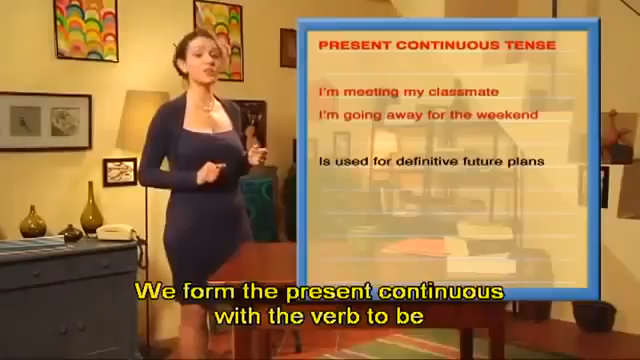 PRESENT CONTINUOUS TENSE
I'm meeting my classmate
I'm going away for the weekend
Is used for definitive future plans
We form the present continuous
with the verb to be